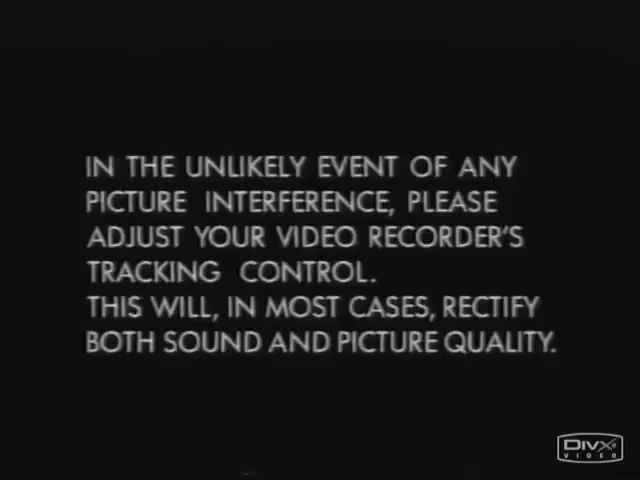 IN THE UNLIKELY EVENT OF ANY
PICTURE INTERFERENCE, PLEASE
ADJUST YOUR VIDEO RECORDER'S
TRACKING CONTROL.
THIS WILL, IN MOST CASES, RECTIFY
BOTH SOUND AND PICTURE QUALITY.
DIVX
VIDEO